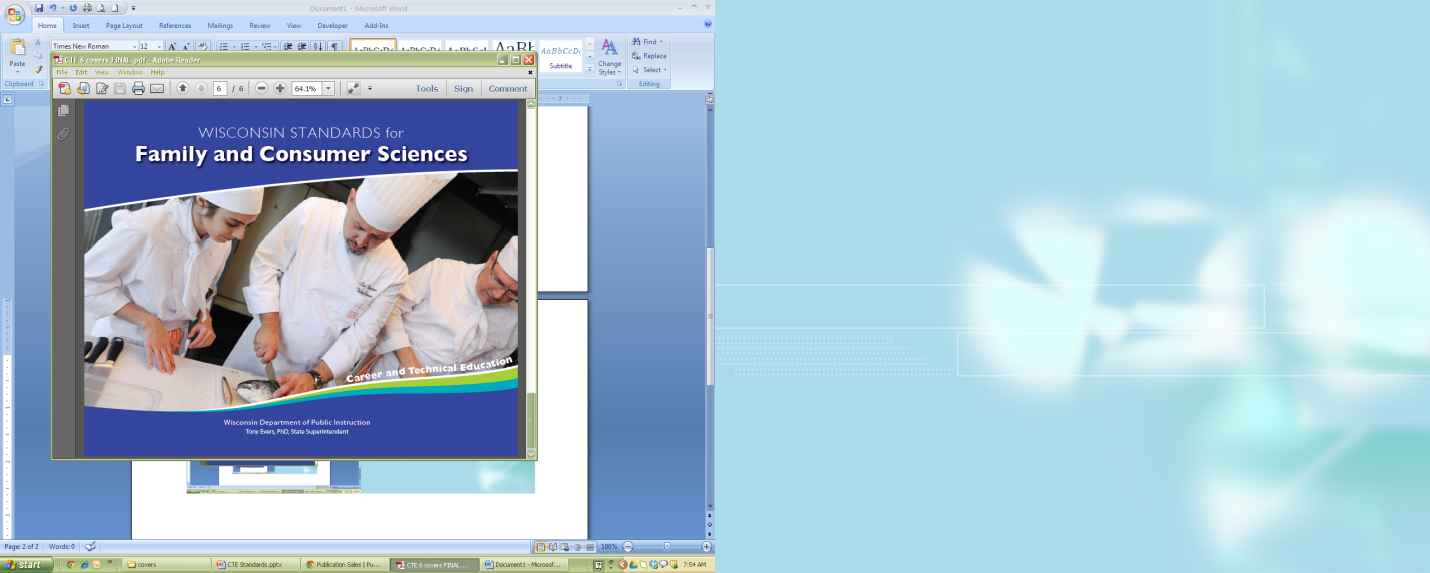 Document1 - Microsoft Word
Home Insert Page Layout References Mailings Review View Developer Add-Ins
Times New Roman 12
Paste
Clipboard
AaBbCcDc
Subtitle
Change
Styles
Find
Replace
Select
Editing
CTE 6 covers FINAL.pdf - Adobe Reader
File Edit View Window Help
6 / 6 64.1% Tools Sign Comment
WISCONSIN STANDARDS for
Family and Consumer Sciences
Career and Technical Education
Wisconsin Department of Public Instruction
Tony Evers, PhD, State Superintendent
Page: 2 of 2 Words: 0 100%
start covers CTE Standards.pptx Publication Sales | Pu... CTE 6 covers FINAL.... Document1 - Microsof... 7:54 AM